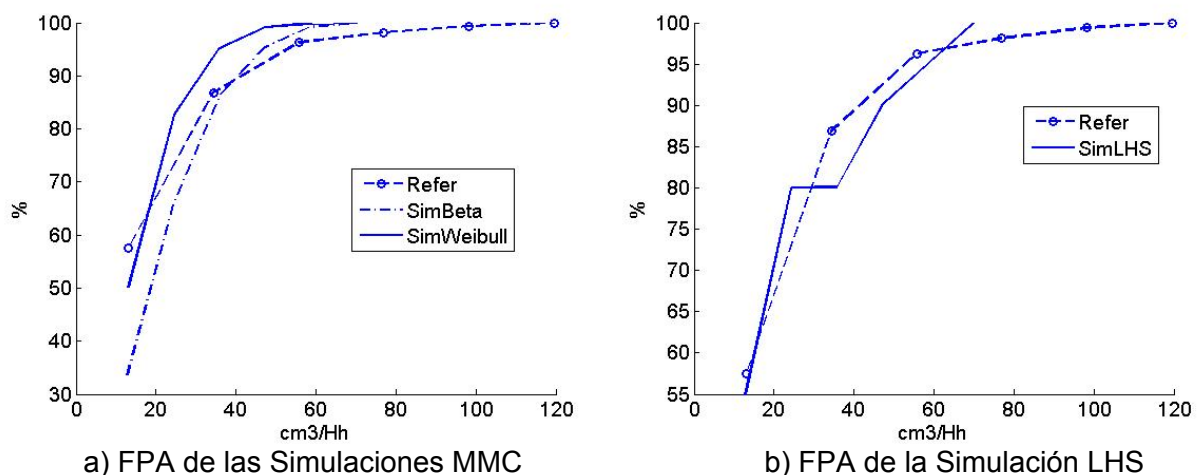 100
90
80
70
60
50
40
30
%
0 20 40 60 80 100 120
cm3/Hh
Refer
SimBeta
SimWeibull
a) FPA de las Simulaciones MMC
100
95
90
85
80
75
70
65
60
55
%
0 20 40 60 80 100 120
cm3/Hh
Refer
SimLHS
b) FPA de la Simulación LHS